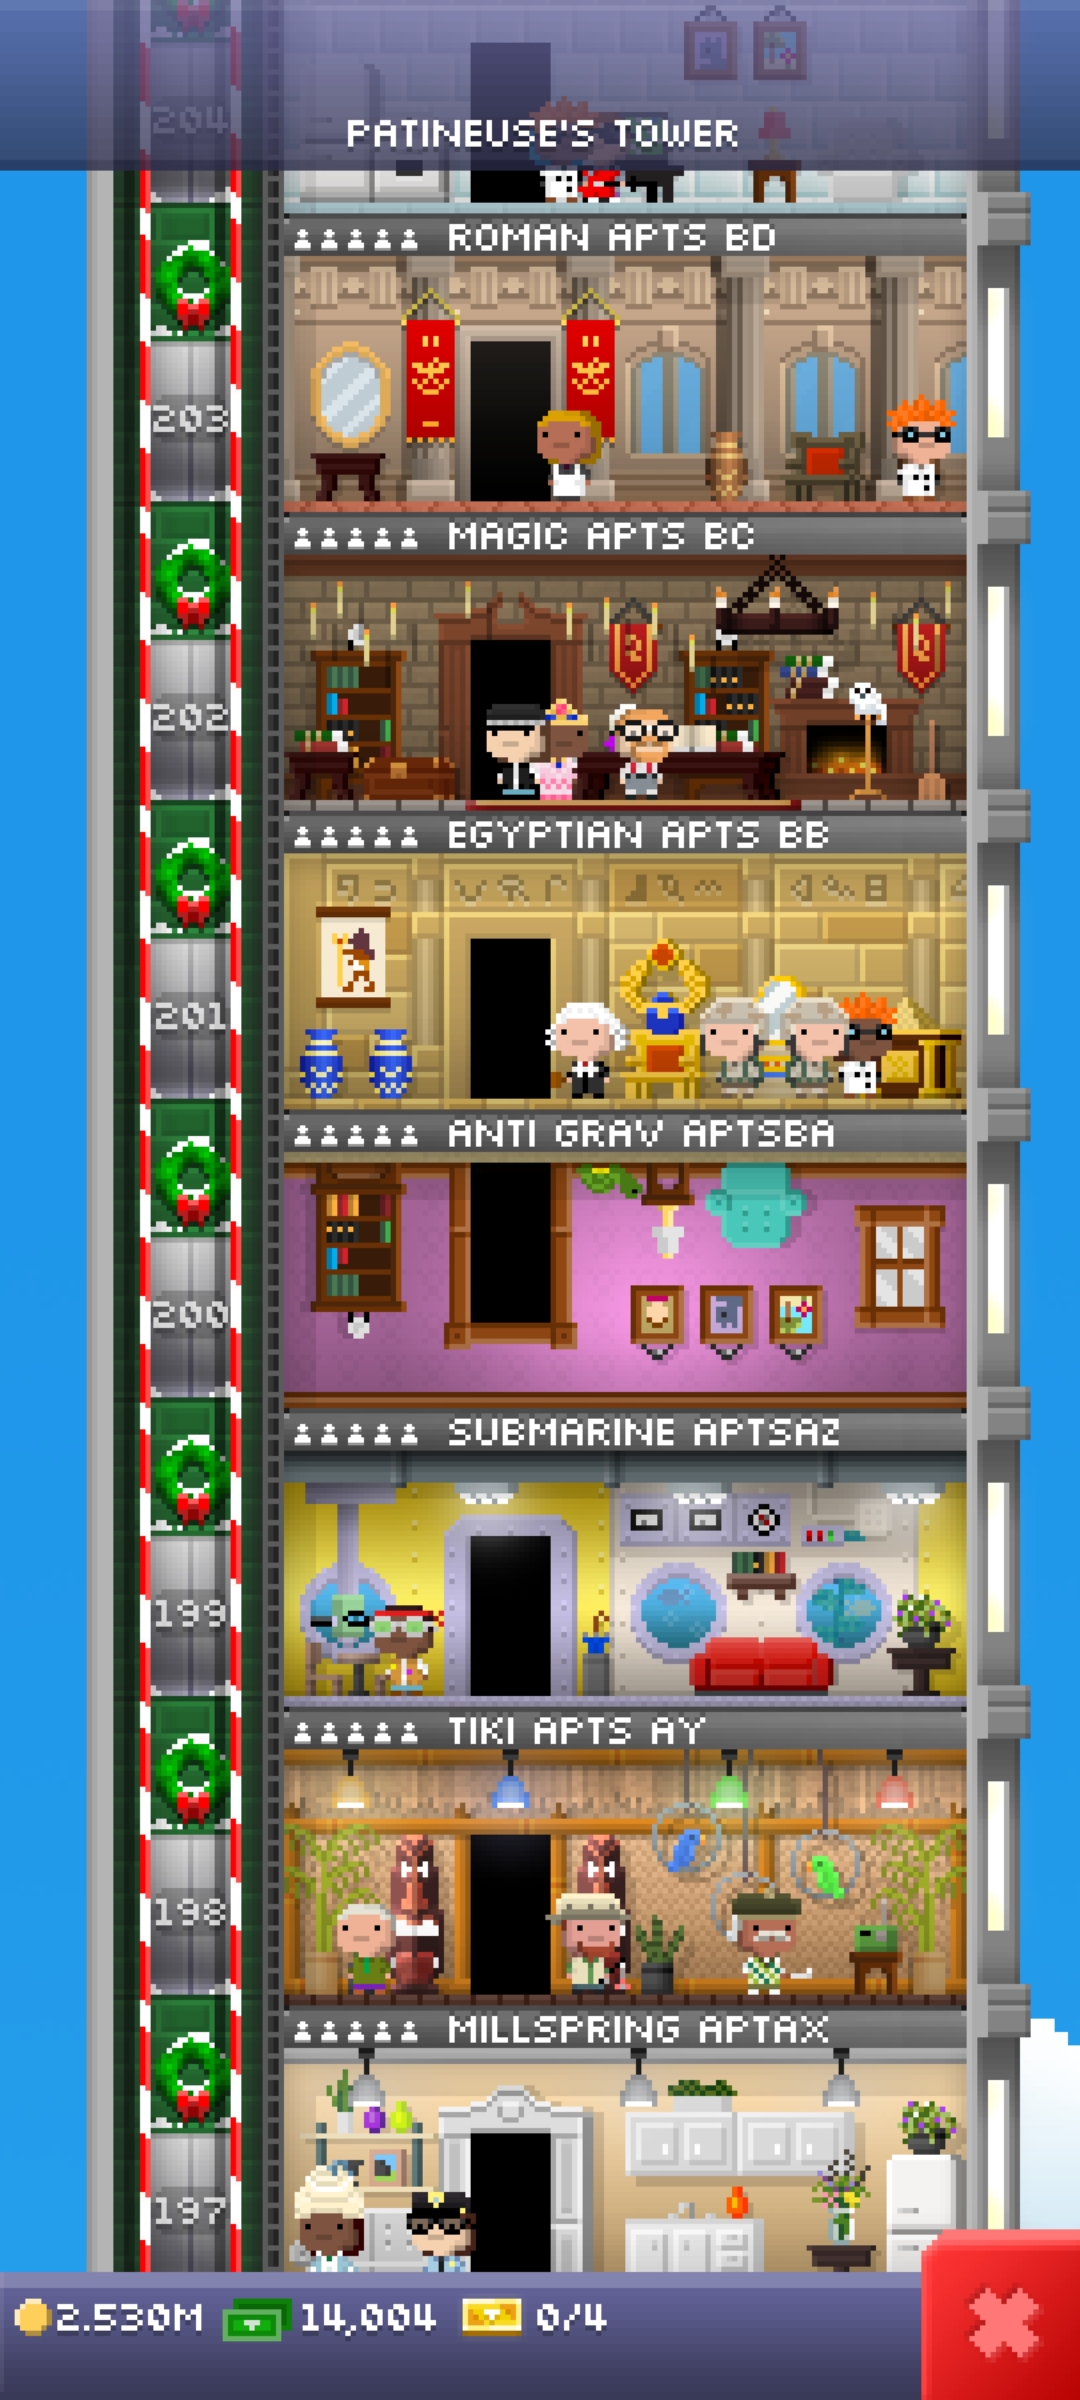 204
PATINEUSE'S TOWER
ROMAN APTS BD
203
MAGIC APTS BC
202
EGYPTIAN APTS BB
201
ANTI GRAV APTSBA
200
SUBMARINE APTSAZ
199
TIKI APTS AY
198
MILLSPRING APTAX
197
2.530M 14,004 0/4